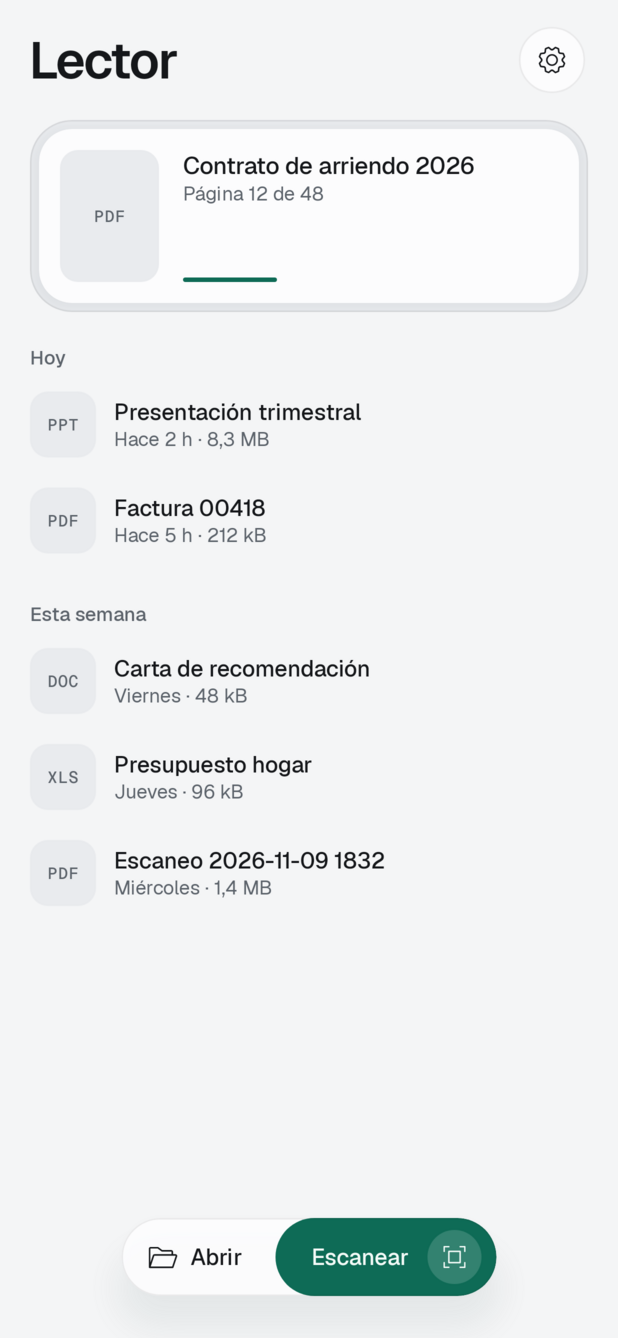 Lector
PDF
Contrato de arriendo 2026
Página 12 de 48
Hoy
PPT
Presentación trimestral
Hace 2 h · 8,3 MB
PDF
Factura 00418
Hace 5 h · 212 kB
Esta semana
DOC
Carta de recomendación
Viernes · 48 kB
XLS
Presupuesto hogar
Jueves · 96 kB
PDF
Escaneo 2026-11-09 1832
Miércoles · 1,4 MB
Abrir
Escanear